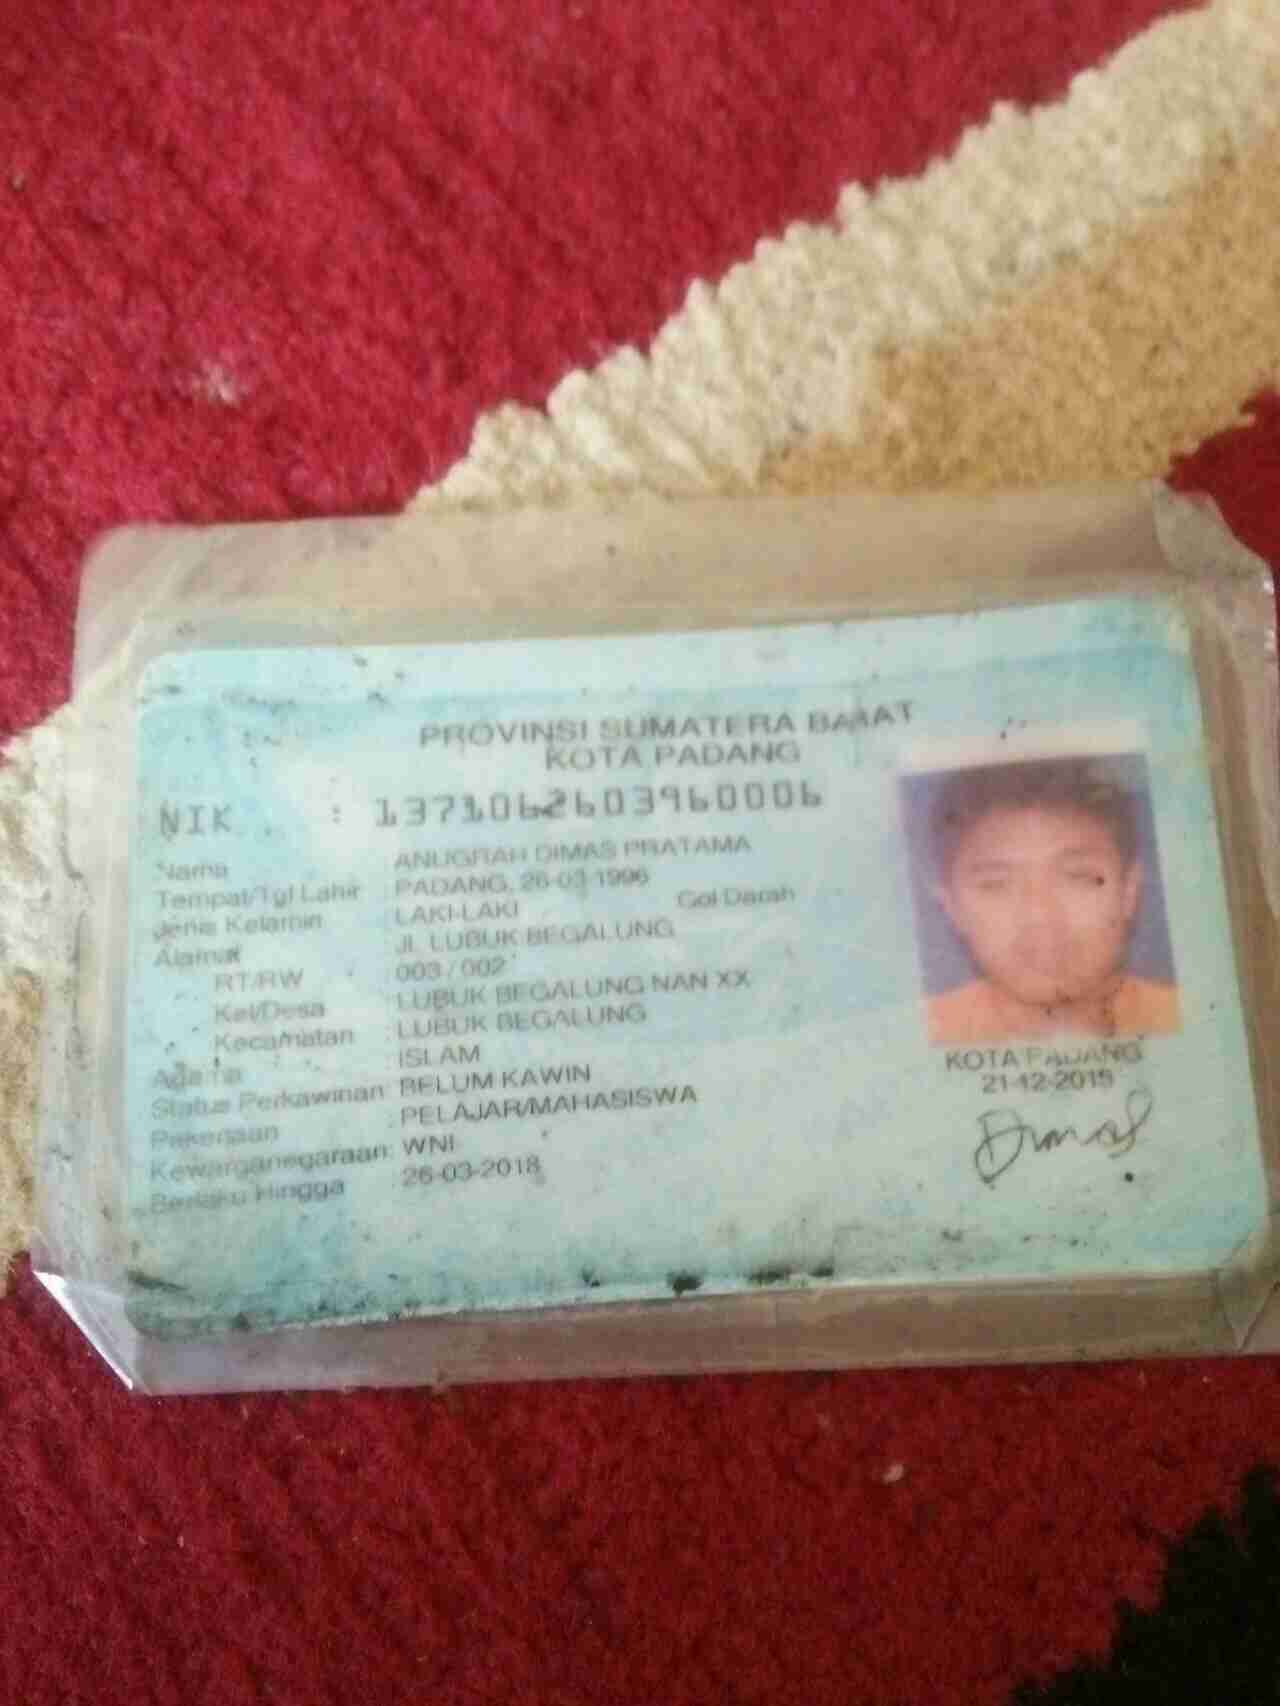 PROVINSI SUMATERA BARAT
KOTA PADANG
NIK : 1371062603960006
Nama : ANUGRAH DIMAS PRATAMA
Tempat/Tgl Lahir : PADANG, 26-03-1996
Jenis Kelamin : LAKI-LAKI Gol Darah
Alamat : JL LUBUK BEGALUNG
RT/RW : 003 / 002
Kel/Desa : LUBUK BEGALUNG NAN XX
Kecamatan : LUBUK BEGALUNG
Agama : ISLAM
Status Perkawinan : BELUM KAWIN
Pekerjaan : PELAJAR/MAHASISWA
Kewarganegaraan : WNI
Berlaku Hingga : 26-03-2018
KOTA PADANG
21-12-2015
Dimas